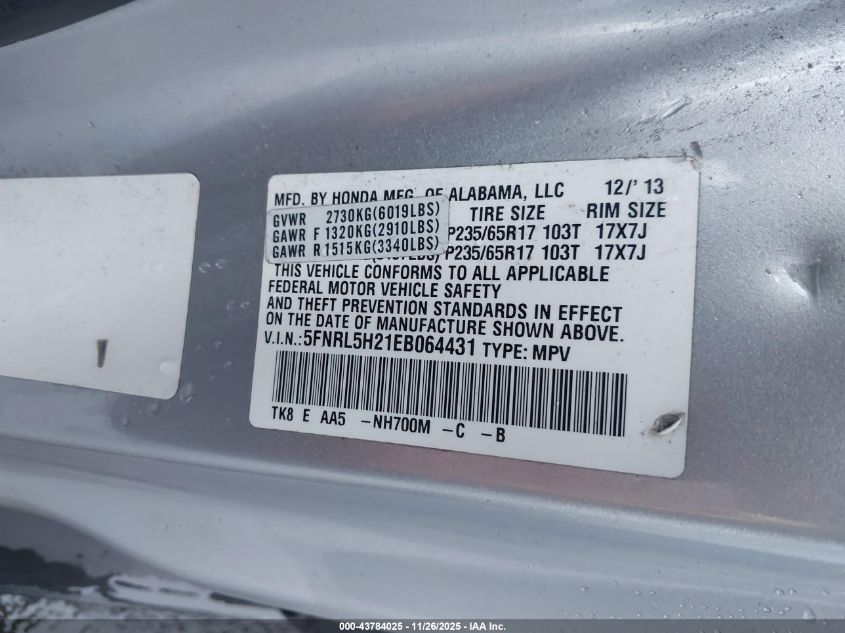 MFD. BY HONDA MFG. OF ALABAMA, LLC 12/' 13
GVWR 2730KG(6019LBS) TIRE SIZE RIM SIZE
GAWR F 1320KG(2910LBS) P235/65R17 103T 17X7J
GAWR R 1515KG(3340LBS) P235/65R17 103T 17X7J
THIS VEHICLE CONFORMS TO ALL APPLICABLE
FEDERAL MOTOR VEHICLE SAFETY
AND THEFT PREVENTION STANDARDS IN EFFECT
ON THE DATE OF MANUFACTURE SHOWN ABOVE.
V.I.N.:5FNRL5H21EB064431 TYPE: MPV
TK8 E AA5 -NH700M -C -B
000-43784025 - 11/26/2025 - IAA Inc.